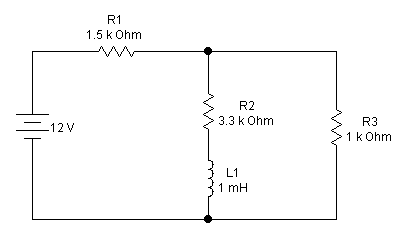 R1
1.5 k Ohm
12 V
R2
3.3 k Ohm
L1
1 mH
R3
1 k Ohm